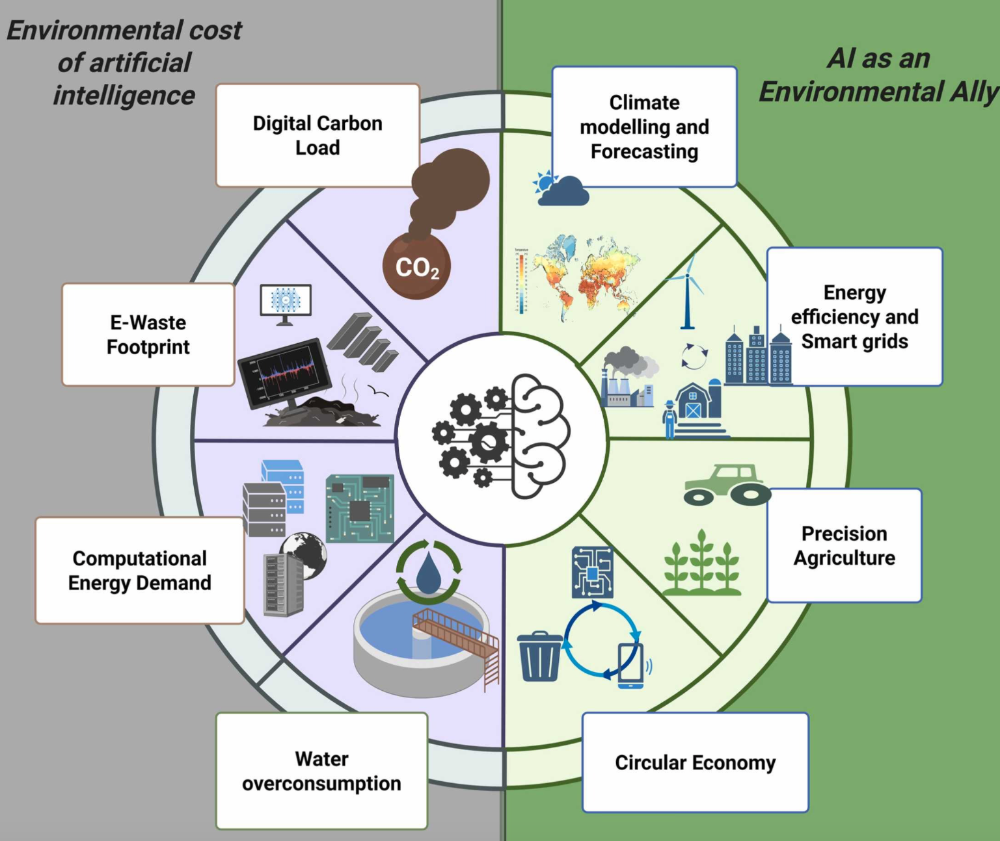 Environmental cost
of artificial
intelligence
AI as an
Environmental Ally
Digital Carbon
Load
Climate
modelling and
Forecasting
CO₂
Temperature
E-Waste
Footprint
Energy
efficiency and
Smart grids
Computational
Energy Demand
Precision
Agriculture
Water
overconsumption
Circular Economy